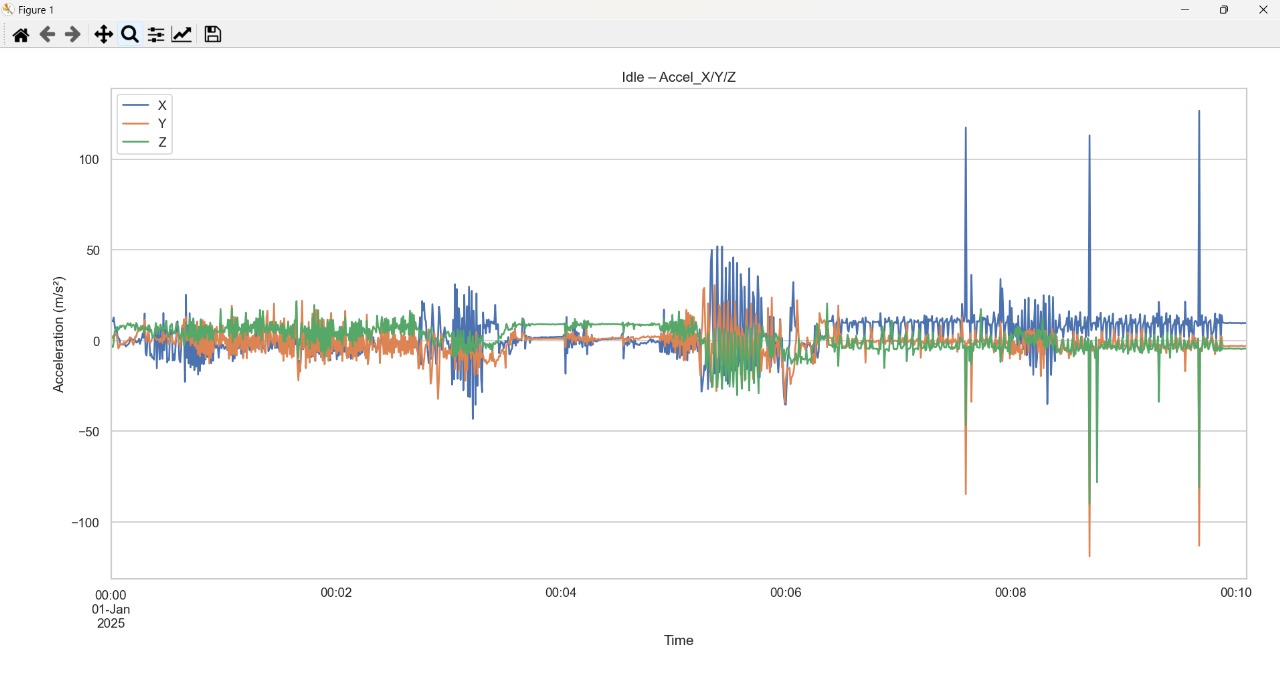 Figure 1
Idle – Accel_X/Y/Z
X
Y
Z
100
50
0
−50
−100
Acceleration (m/s²)
00:00
01-Jan
2025
00:02
00:04
00:06
00:08
00:10
Time